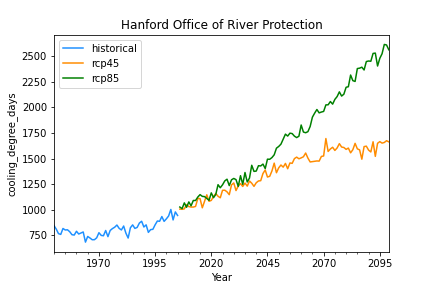 Hanford Office of River Protection
historical
rcp45
rcp85
cooling_degree_days
2500
2250
2000
1750
1500
1250
1000
750
1970
1995
2020
2045
2070
2095
Year